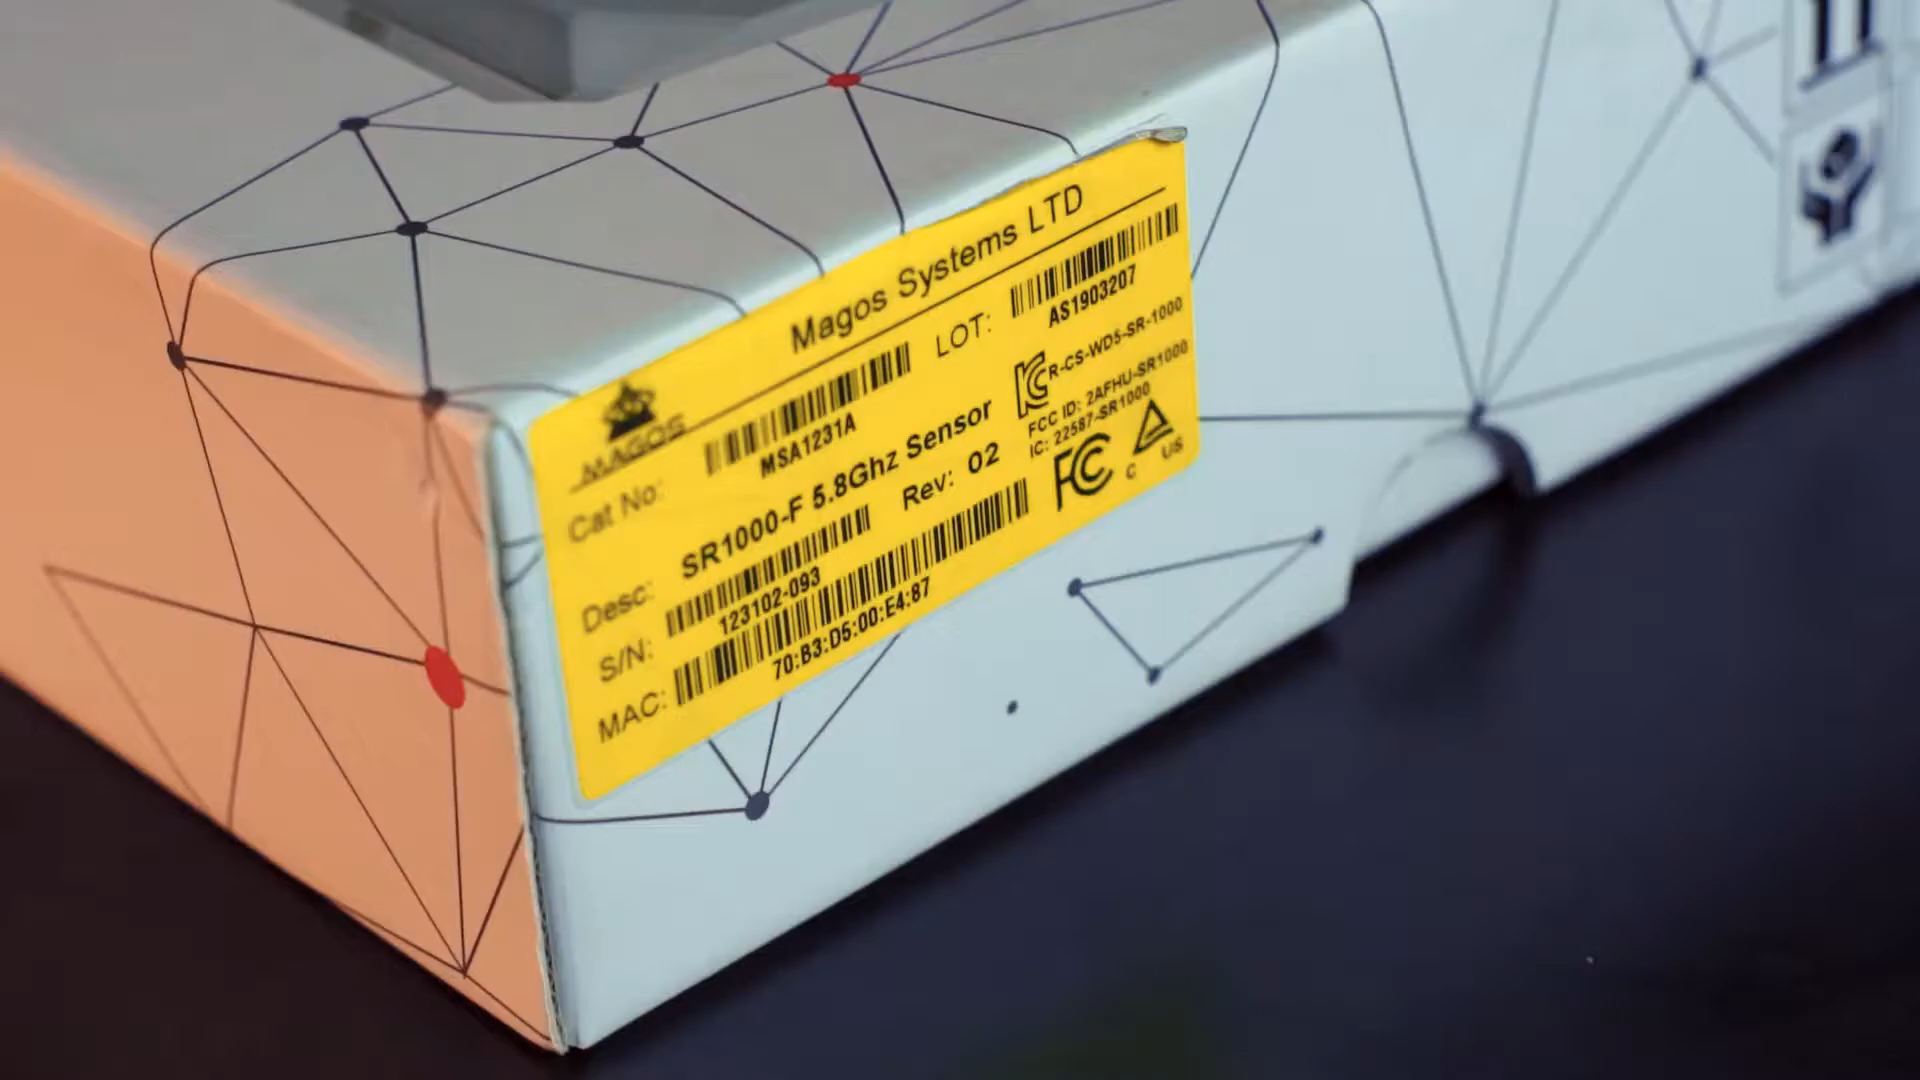 Magos Systems LTD
MAGOS
Cat No:
MSA1231A
LOT:
AS1903207
Desc:
SR1000-F 5.8Ghz Sensor
R-CS-WD5-SR-1000
FCC ID: 2AFHU-SR1000
IC: 22587-SR1000
S/N:
123102-093
Rev: 02
FC
C US
MAC:
70:B3:D5:00:E4:87